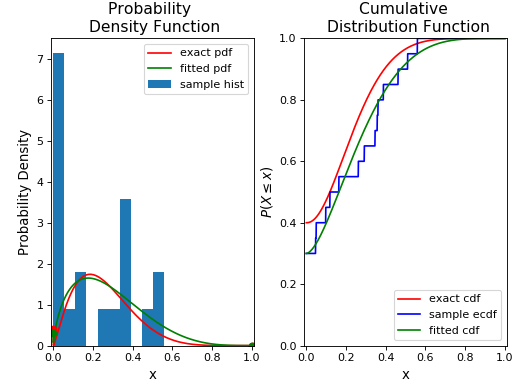 Probability
Density Function
Probability Density
7
6
5
4
3
2
1
0
0.0 0.2 0.4 0.6 0.8 1.0
x
exact pdf
fitted pdf
sample hist
Cumulative
Distribution Function
P(X ≤ x)
1.0
0.8
0.6
0.4
0.2
0.0
0.0 0.2 0.4 0.6 0.8 1.0
x
exact cdf
sample ecdf
fitted cdf